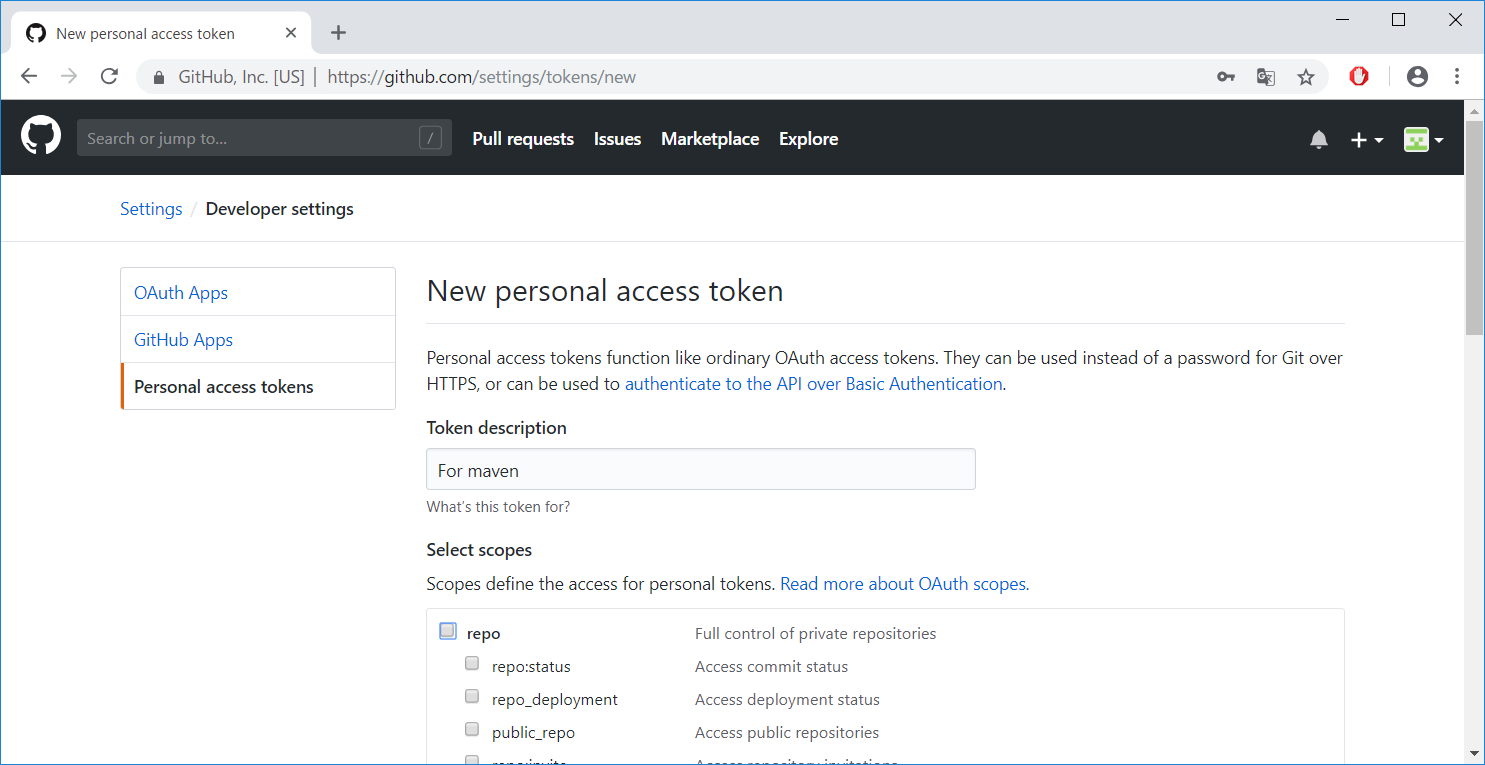 New personal access token
GitHub, Inc. [US] | https://github.com/settings/tokens/new
Search or jump to... /
Pull requests Issues Marketplace Explore
Settings / Developer settings
OAuth Apps
GitHub Apps
Personal access tokens
New personal access token
Personal access tokens function like ordinary OAuth access tokens. They can be used instead of a password for Git over
HTTPS, or can be used to authenticate to the API over Basic Authentication.
Token description
For maven
What's this token for?
Select scopes
Scopes define the access for personal tokens. Read more about OAuth scopes.
repo Full control of private repositories
repo:status Access commit status
repo_deployment Access deployment status
public_repo Access public repositories
repo:invite Access repository invitations